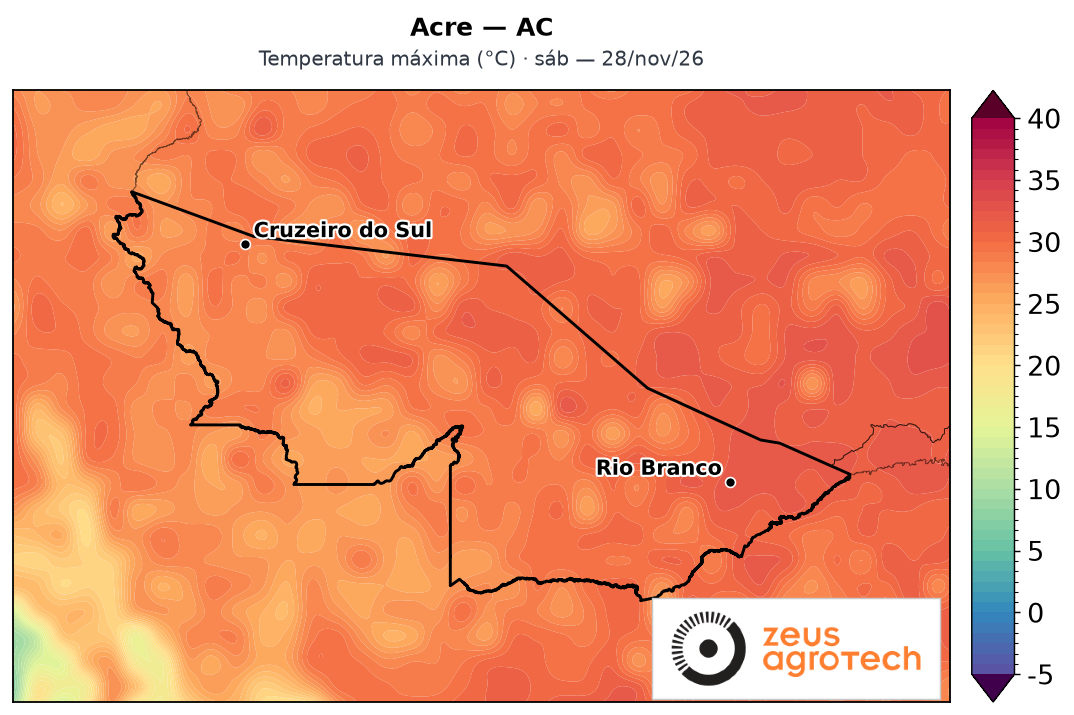 Acre — AC
Temperatura máxima (°C) · sáb — 28/nov/26
Cruzeiro do Sul
Rio Branco
40
35
30
25
20
15
10
5
0
-5
zeus
agrotech